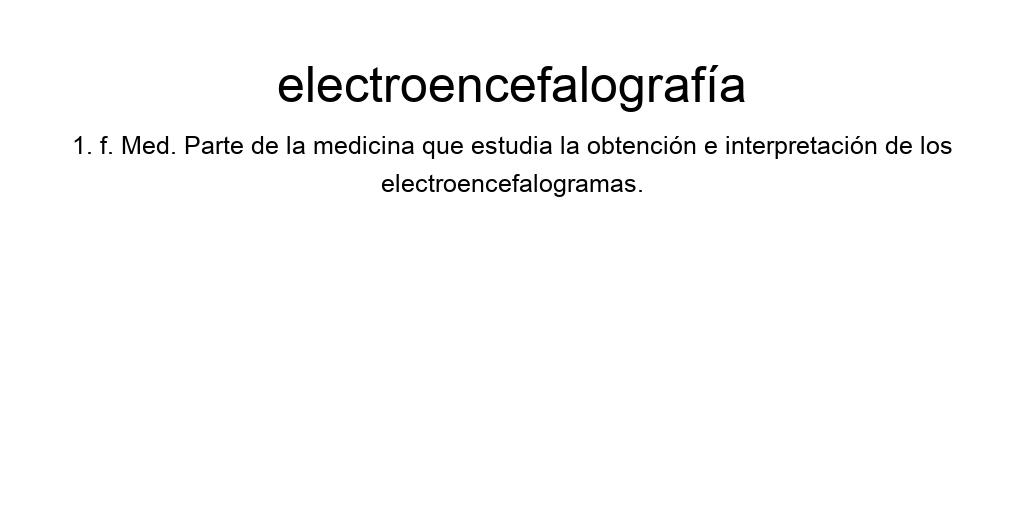 electroencefalografía
1. f. Med. Parte de la medicina que estudia la obtención e interpretación de los
electroencefalogramas.